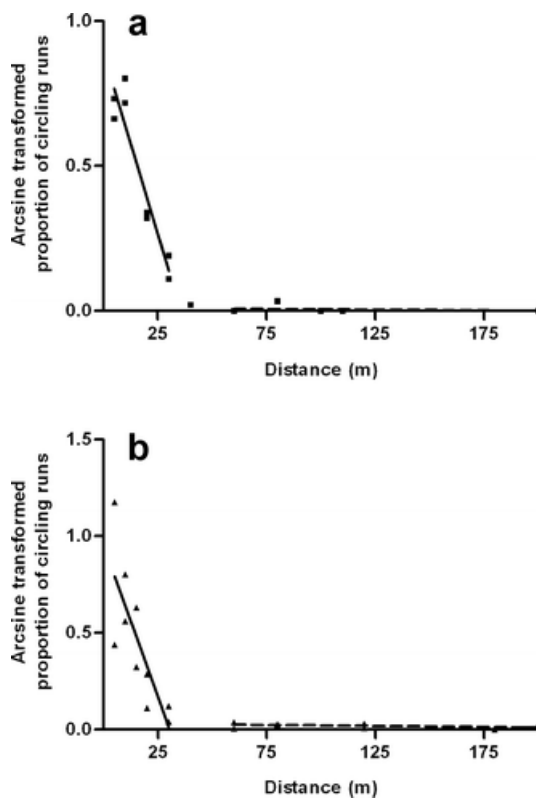 a
1.0
0.5
0.0
Arcsine transformed
proportion of circling runs
25 75 125 175
Distance (m)
b
1.5
1.0
0.5
0.0
Arcsine transformed
proportion of circling runs
25 75 125 175
Distance (m)